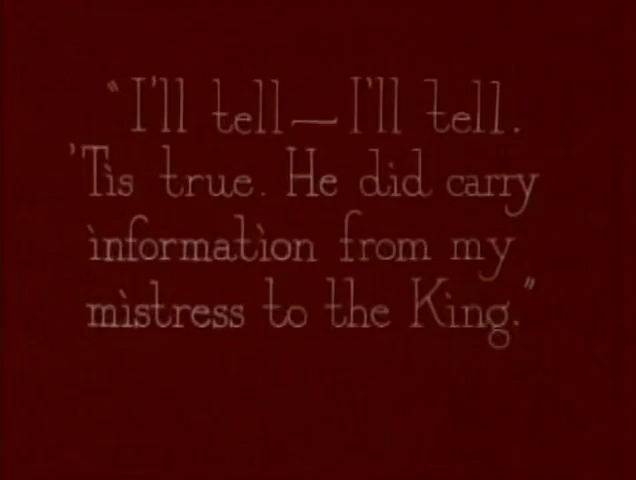 "I'll tell—I'll tell.
'Tis true. He did carry
information from my
mistress to the King."